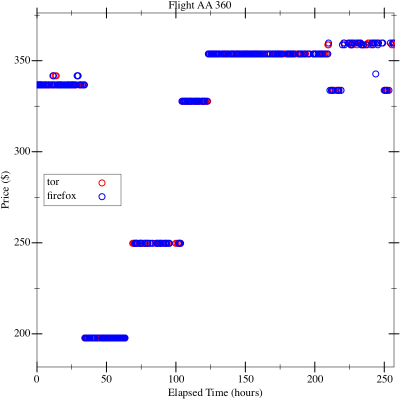 Flight AA 360
350
300
250
200
Price ($)
tor
firefox
0 50 100 150 200 250
Elapsed Time (hours)